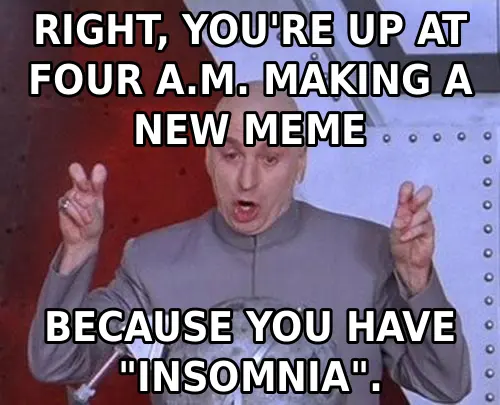 RIGHT, YOU'RE UP AT
FOUR A.M. MAKING A
NEW MEME
BECAUSE YOU HAVE
"INSOMNIA".